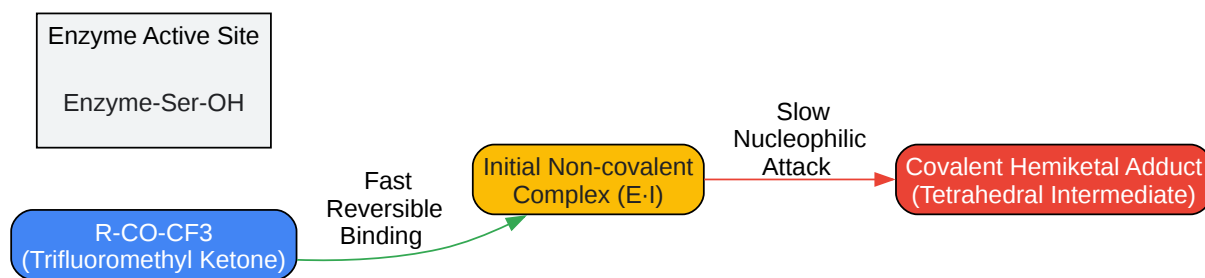 Enzyme Active Site
Enzyme-Ser-OH
R-CO-CF3
(Trifluoromethyl Ketone)
Fast
Reversible
Binding
Initial Non-covalent
Complex (E·I)
Slow
Nucleophilic
Attack
Covalent Hemiketal Adduct
(Tetrahedral Intermediate)